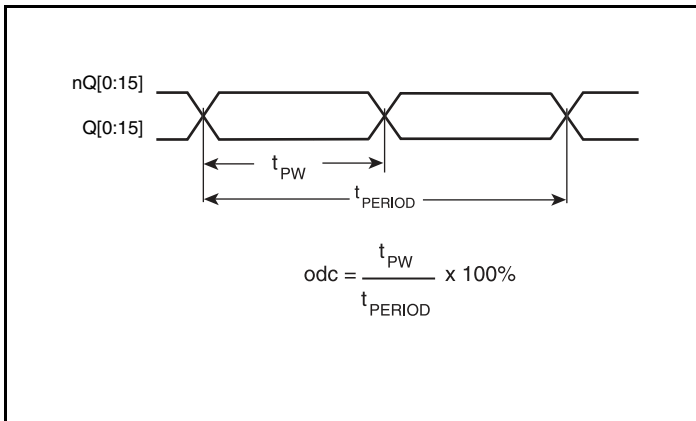 nQ[0:15]
Q[0:15]
tPW
tPERIOD
odc = tPW / tPERIOD x 100%